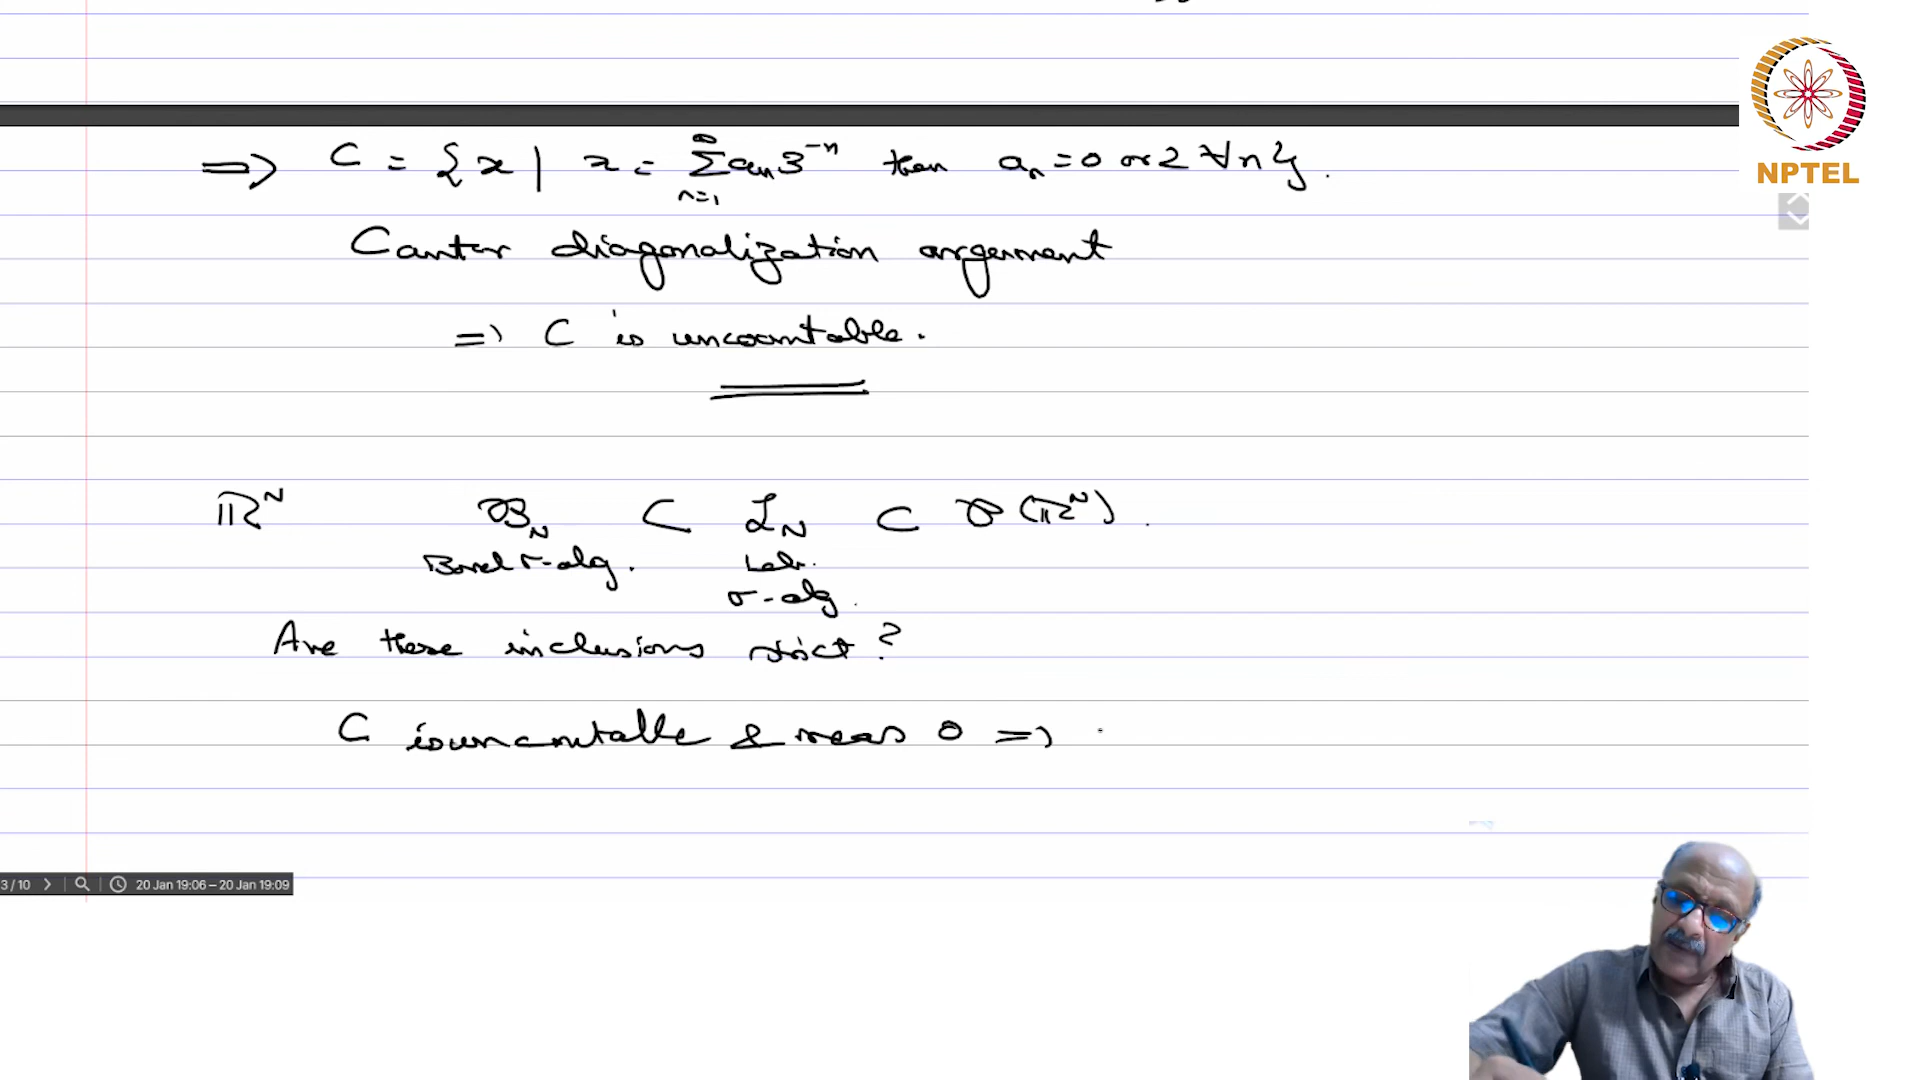 NPTEL
=> C = { x | x = ∑_{n=1}^{∞} a_n 3^{-n} then a_n = 0 or 2 ∀n }.
Cantor diagonalization argument
=> C is uncountable.
ℝ^N 𝓑_N ⊂ 𝓛_N ⊂ 𝒫(ℝ^N).
Borel σ-alg. Leb.
σ-alg.
Are these inclusions strict?
C is uncountable & meas 0 =>
3 / 10 20 Jan 19:06 – 20 Jan 19:09